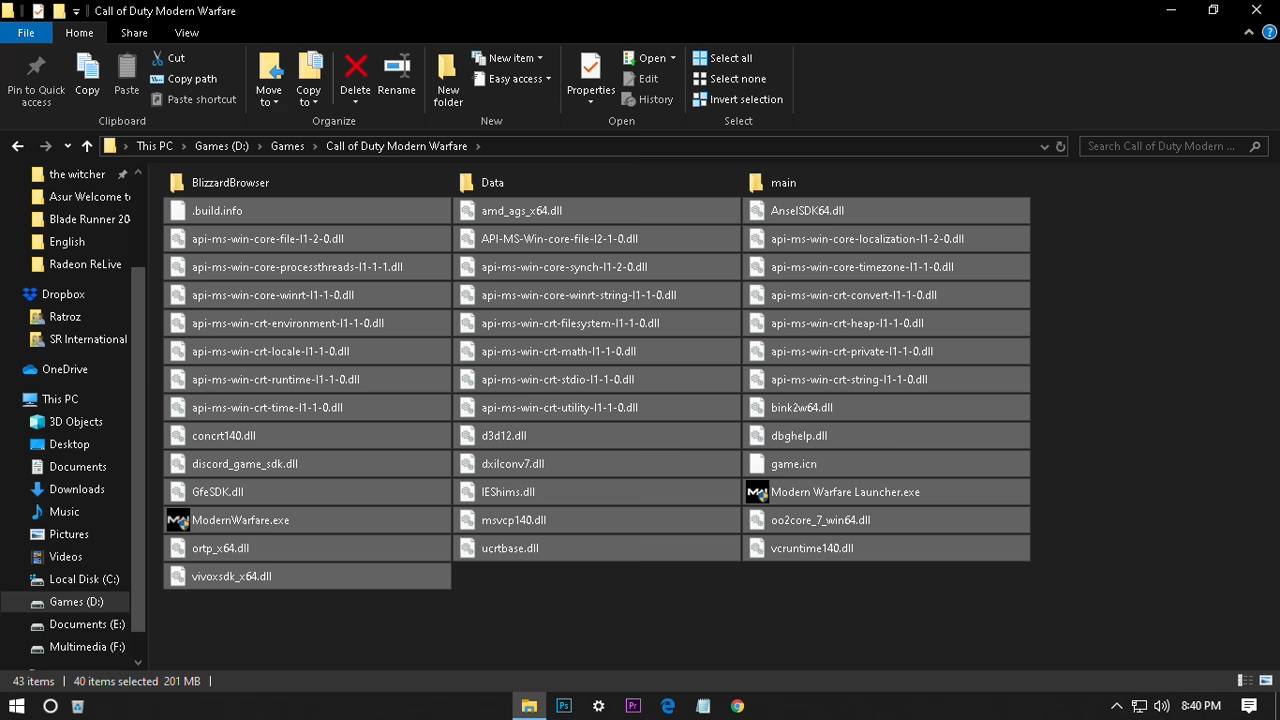 Call of Duty Modern Warfare
File
Home
Share
View
Pin to Quick access
Copy
Paste
Cut
Copy path
Paste shortcut
Clipboard
Move to
Copy to
Delete
Rename
Organize
New folder
New item
Easy access
New
Properties
Open
Edit
History
Open
Select all
Select none
Invert selection
Select
This PC > Games (D:) > Games > Call of Duty Modern Warfare >
Search Call of Duty Modern ...
the witcher
Asur Welcome to
Blade Runner 20
English
Radeon ReLive
Dropbox
Ratroz
SR International
OneDrive
This PC
3D Objects
Desktop
Documents
Downloads
Music
Pictures
Videos
Local Disk (C:)
Games (D:)
Documents (E:)
Multimedia (F:)
BlizzardBrowser Data main
.build.info amd_ags_x64.dll AnselSDK64.dll
api-ms-win-core-file-l1-2-0.dll API-MS-Win-core-file-l2-1-0.dll api-ms-win-core-localization-l1-2-0.dll
api-ms-win-core-processthreads-l1-1-1.dll api-ms-win-core-synch-l1-2-0.dll api-ms-win-core-timezone-l1-1-0.dll
api-ms-win-core-winrt-l1-1-0.dll api-ms-win-core-winrt-string-l1-1-0.dll api-ms-win-crt-convert-l1-1-0.dll
api-ms-win-crt-environment-l1-1-0.dll api-ms-win-crt-filesystem-l1-1-0.dll api-ms-win-crt-heap-l1-1-0.dll
api-ms-win-crt-locale-l1-1-0.dll api-ms-win-crt-math-l1-1-0.dll api-ms-win-crt-private-l1-1-0.dll
api-ms-win-crt-runtime-l1-1-0.dll api-ms-win-crt-stdio-l1-1-0.dll api-ms-win-crt-string-l1-1-0.dll
api-ms-win-crt-time-l1-1-0.dll api-ms-win-crt-utility-l1-1-0.dll bink2w64.dll
concrt140.dll d3d12.dll dbghelp.dll
discord_game_sdk.dll dxilconv7.dll game.icn
GfeSDK.dll IEShims.dll Modern Warfare Launcher.exe
ModernWarfare.exe msvcp140.dll oo2core_7_win64.dll
ortp_x64.dll ucrtbase.dll vcruntime140.dll
vivoxsdk_x64.dll
43 items 40 items selected 201 MB
Ps Pr 8:40 PM